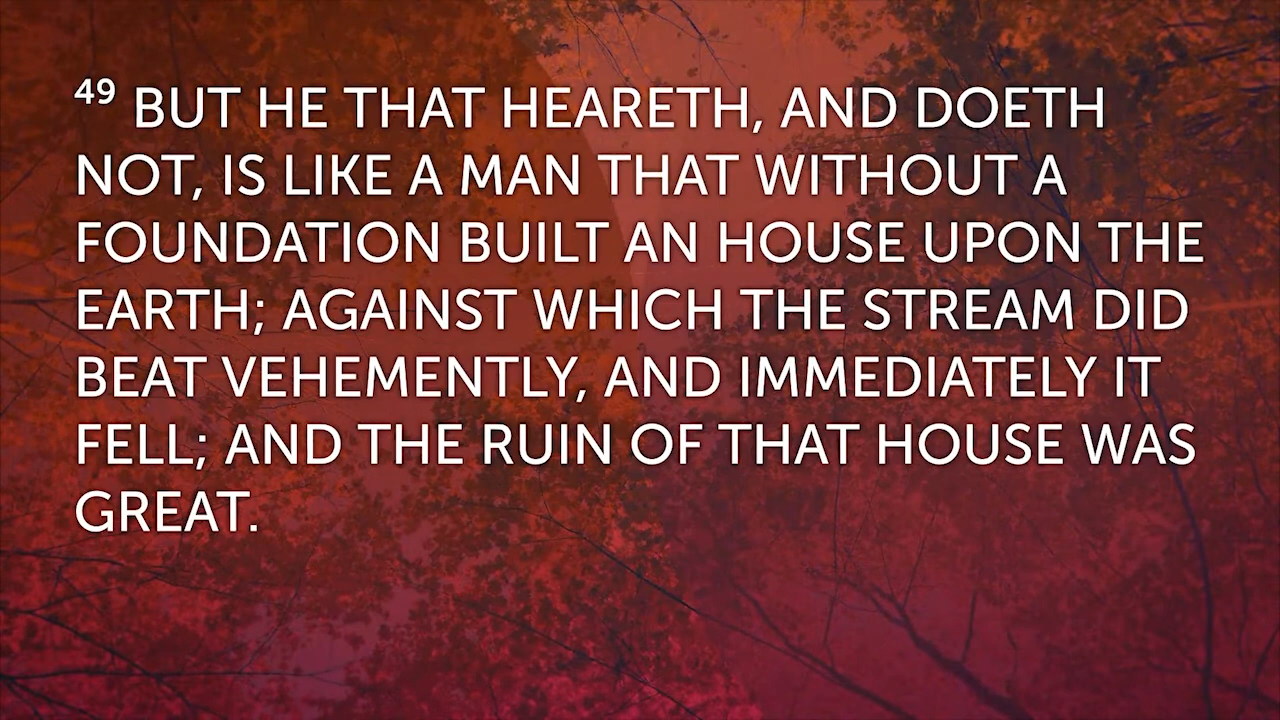 49 BUT HE THAT HEARETH, AND DOETH
NOT, IS LIKE A MAN THAT WITHOUT A
FOUNDATION BUILT AN HOUSE UPON THE
EARTH; AGAINST WHICH THE STREAM DID
BEAT VEHEMENTLY, AND IMMEDIATELY IT
FELL; AND THE RUIN OF THAT HOUSE WAS
GREAT.